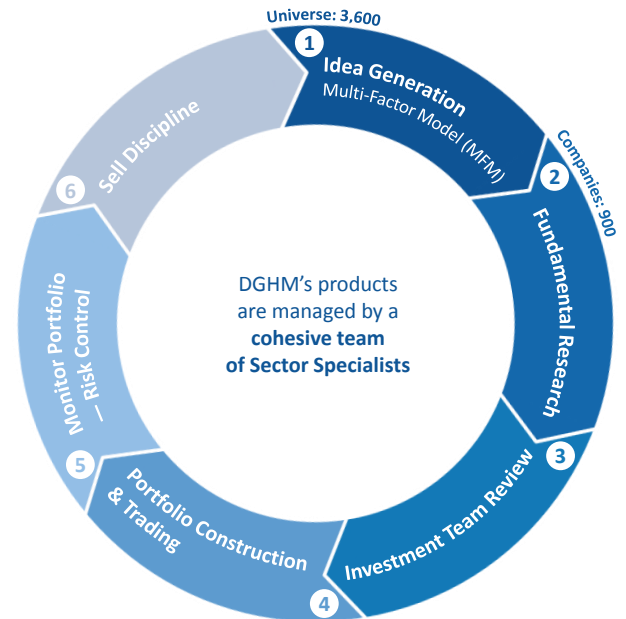 Universe: 3,600
1
Idea Generation
Multi-Factor Model (MFM)
Companies: 900
2
Fundamental Research
3
Investment Team Review
4
Portfolio Construction
& Trading
5
Monitor Portfolio
— Risk Control
6
Sell Discipline
DGHM’s products
are managed by a
cohesive team
of Sector Specialists